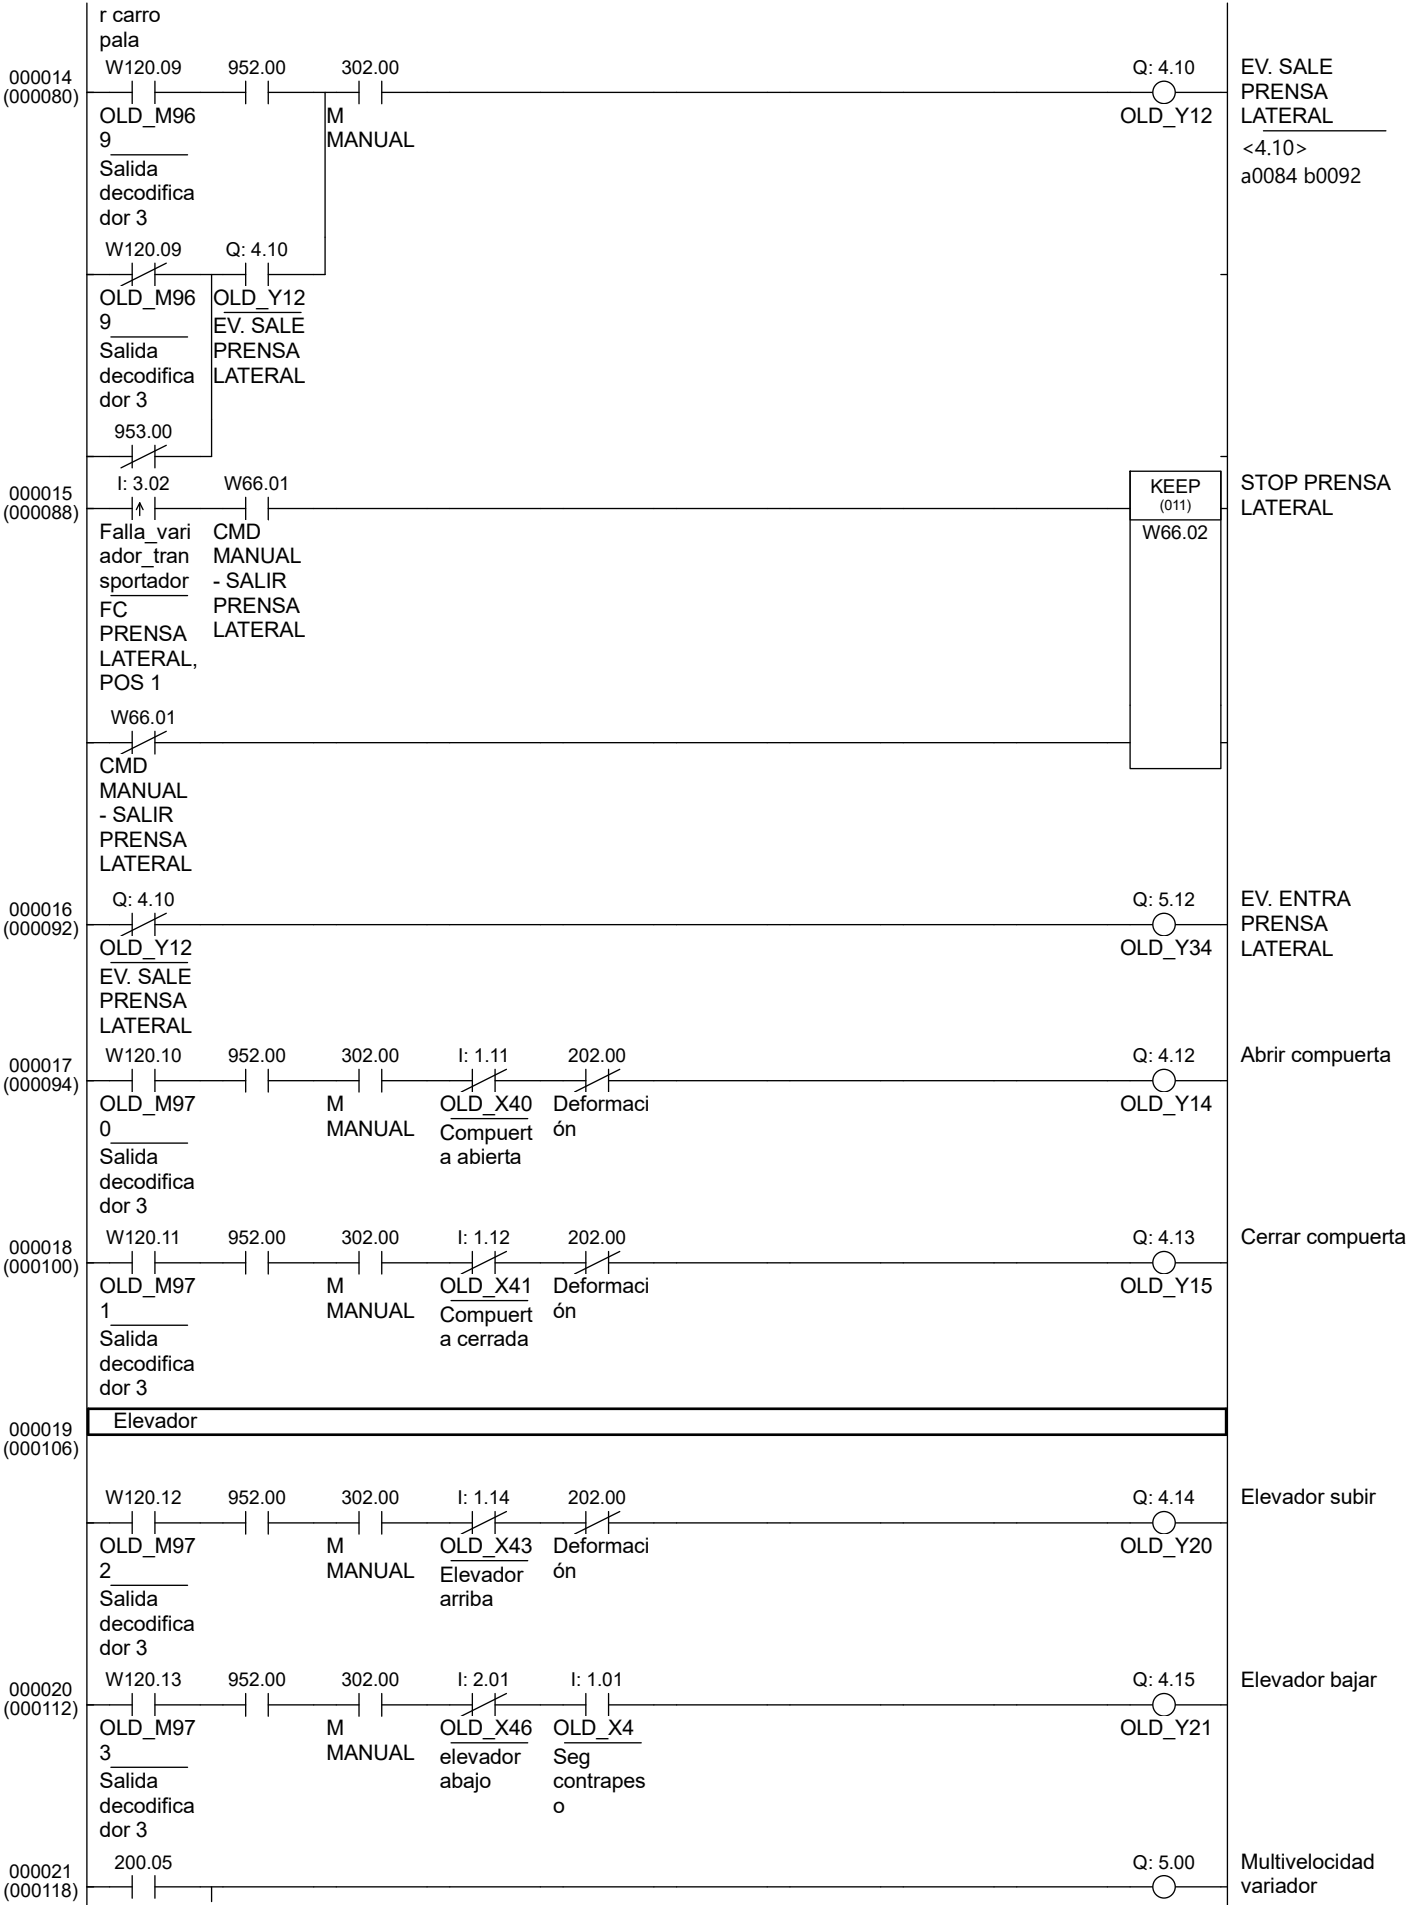 r carro
pala
000014
(000080)
W120.09 952.00 302.00 Q: 4.10
OLD_M96
9
Salida
decodifica
dor 3
M
MANUAL
OLD_Y12
EV. SALE
PRENSA
LATERAL
<4.10>
a0084 b0092
W120.09 Q: 4.10
OLD_M96
9
Salida
decodifica
dor 3
OLD_Y12
EV. SALE
PRENSA
LATERAL
953.00
000015
(000088)
I: 3.02 W66.01
Falla_vari
ador_tran
sportador
FC
PRENSA
LATERAL,
POS 1
CMD
MANUAL
- SALIR
PRENSA
LATERAL
KEEP
(011)
W66.02
STOP PRENSA
LATERAL
W66.01
CMD
MANUAL
- SALIR
PRENSA
LATERAL
000016
(000092)
Q: 4.10 Q: 5.12
OLD_Y12
EV. SALE
PRENSA
LATERAL
OLD_Y34
EV. ENTRA
PRENSA
LATERAL
000017
(000094)
W120.10 952.00 302.00 I: 1.11 202.00 Q: 4.12
OLD_M97
0
Salida
decodifica
dor 3
M
MANUAL
OLD_X40
Compuert
a abierta
Deformaci
ón
OLD_Y14
Abrir compuerta
000018
(000100)
W120.11 952.00 302.00 I: 1.12 202.00 Q: 4.13
OLD_M97
1
Salida
decodifica
dor 3
M
MANUAL
OLD_X41
Compuert
a cerrada
Deformaci
ón
OLD_Y15
Cerrar compuerta
000019
(000106)
Elevador
W120.12 952.00 302.00 I: 1.14 202.00 Q: 4.14
OLD_M97
2
Salida
decodifica
dor 3
M
MANUAL
OLD_X43
Elevador
arriba
Deformaci
ón
OLD_Y20
Elevador subir
000020
(000112)
W120.13 952.00 302.00 I: 2.01 I: 1.01 Q: 4.15
OLD_M97
3
Salida
decodifica
dor 3
M
MANUAL
OLD_X46
elevador
abajo
OLD_X4
Seg
contrapes
o
OLD_Y21
Elevador bajar
000021
(000118)
200.05 Q: 5.00
Multivelocidad
variador